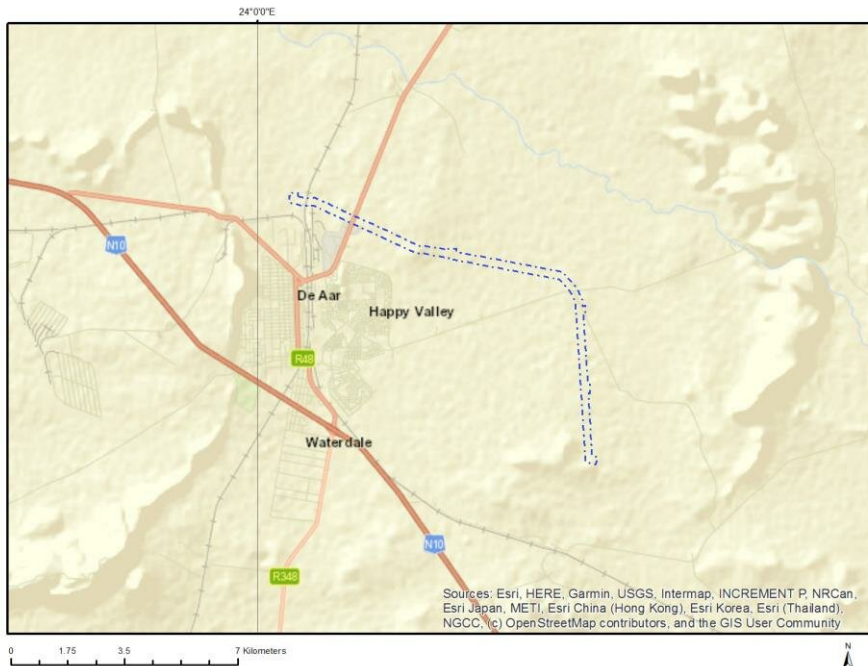 24°0'0"E
N10
De Aar
Happy Valley
R48
Waterdale
N10
R348
Sources: Esri, HERE, Garmin, USGS, Intermap, INCREMENT P, NRCan,
Esri Japan, METI, Esri China (Hong Kong), Esri Korea, Esri (Thailand),
NGCC, (c) OpenStreetMap contributors, and the GIS User Community
0 1.75 3.5 7 Kilometers
N